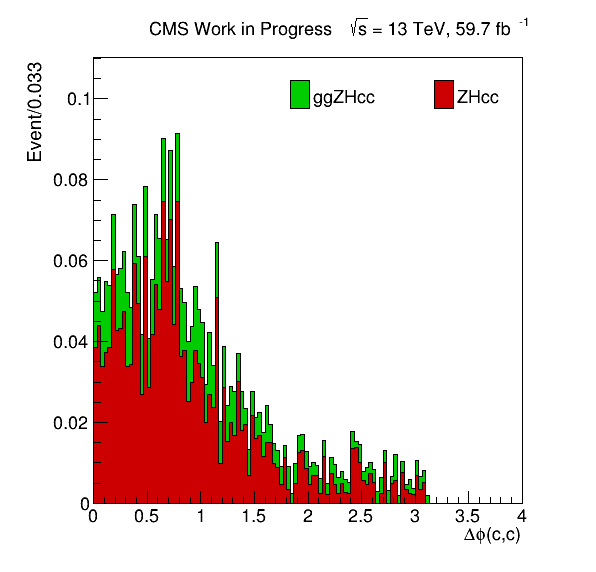 CMS Work in Progress √s = 13 TeV, 59.7 fb⁻¹
Event/0.033
ggZHcc ZHcc
0.1
0.08
0.06
0.04
0.02
0
0 0.5 1 1.5 2 2.5 3 3.5 4
Δϕ(c,c)